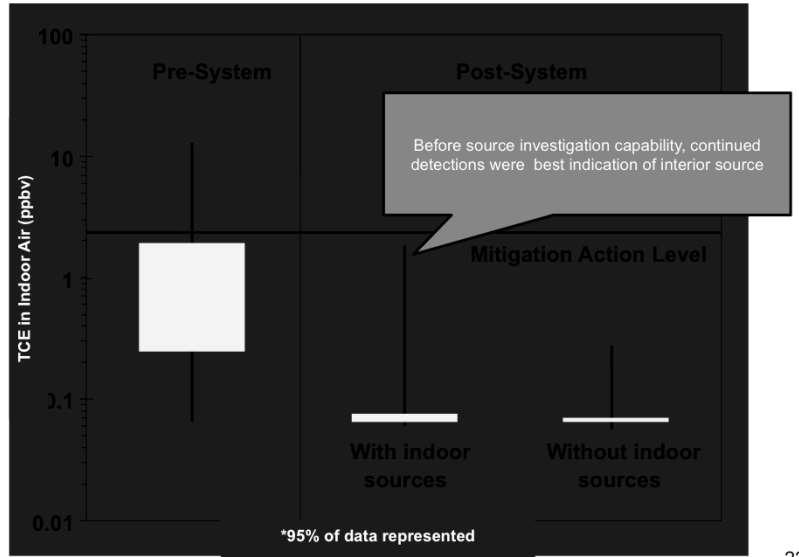 100
Pre-System
Post-System
Before source investigation capability, continued
detections were best indication of interior source
10
TCE in Indoor Air (ppbv)
Mitigation Action Level
1
0.1
With indoor
sources
Without indoor
sources
0.01
*95% of data represented